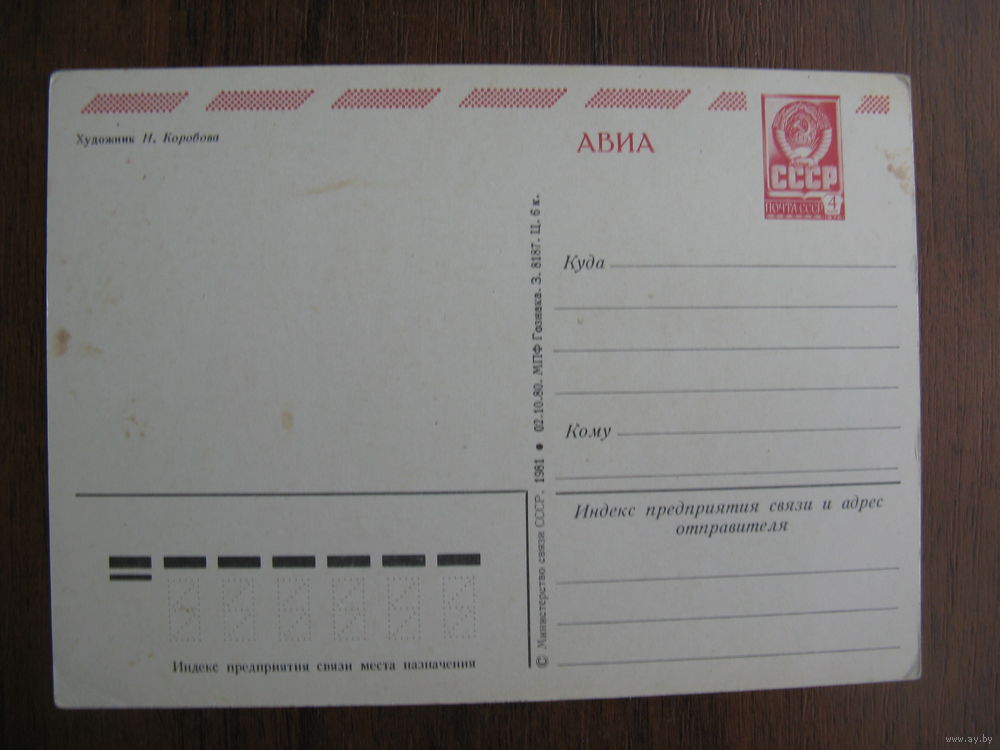 Художник И. Коробова
АВИА
СССР
ПОЧТА СССР 4
Куда
Кому
Индекс предприятия связи и адрес
отправителя
© Министерство связи СССР. 1981 ● 02.10.80. МПФ Гознака. З. 8187. Ц. 6 к.
Индекс предприятия связи места назначения
www.ay.by